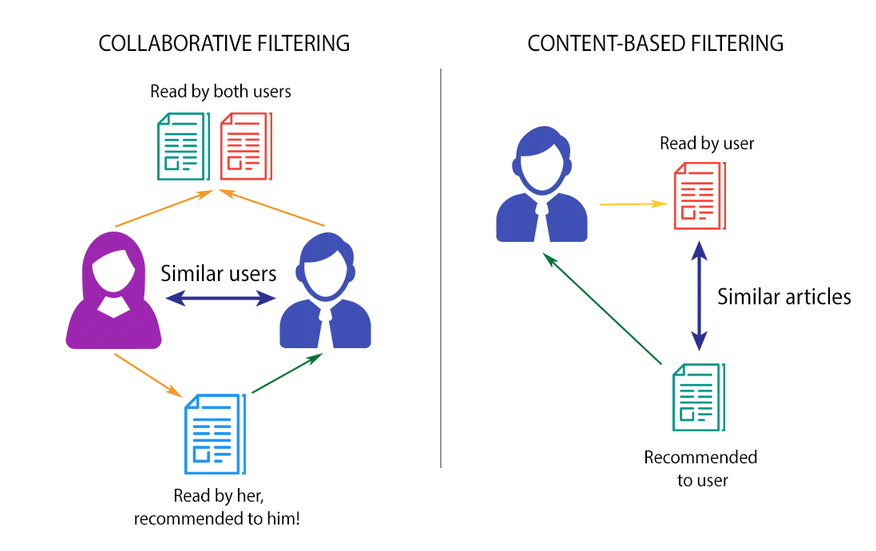 COLLABORATIVE FILTERING
Read by both users
Similar users
Read by her,
recommended to him!
CONTENT-BASED FILTERING
Read by user
Similar articles
Recommended
to user